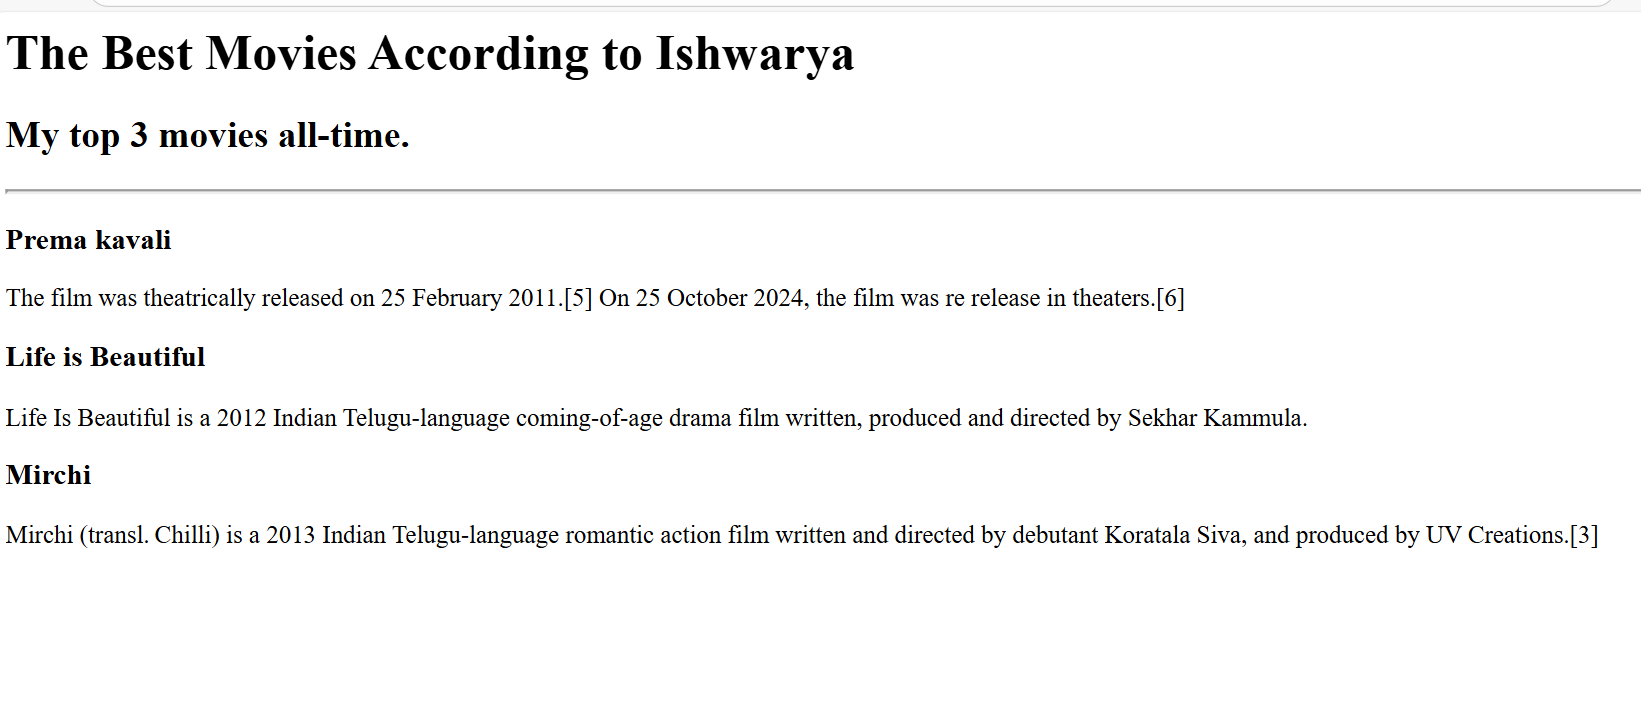 The Best Movies According to Ishwarya
My top 3 movies all-time.
Prema kavali
The film was theatrically released on 25 February 2011.[5] On 25 October 2024, the film was re release in theaters.[6]
Life is Beautiful
Life Is Beautiful is a 2012 Indian Telugu-language coming-of-age drama film written, produced and directed by Sekhar Kammula.
Mirchi
Mirchi (transl. Chilli) is a 2013 Indian Telugu-language romantic action film written and directed by debutant Koratala Siva, and produced by UV Creations.[3]